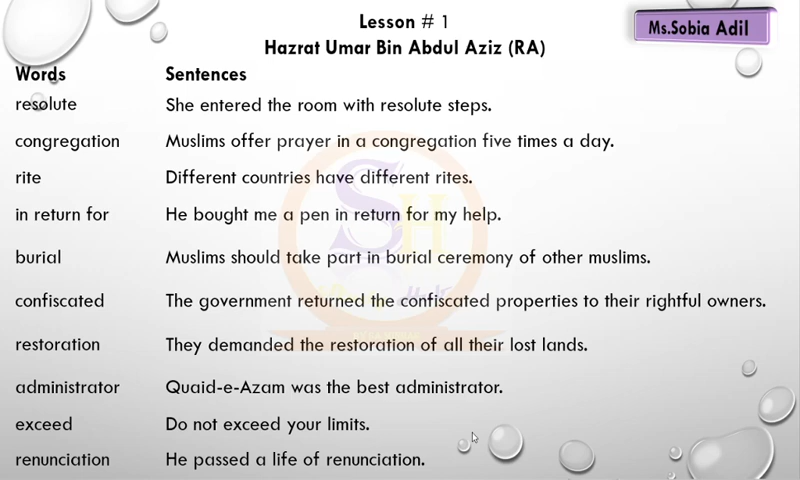 Lesson # 1
Ms.Sobia Adil
Hazrat Umar Bin Abdul Aziz (RA)
Words Sentences
resolute She entered the room with resolute steps.
congregation Muslims offer prayer in a congregation five times a day.
rite Different countries have different rites.
in return for He bought me a pen in return for my help.
burial Muslims should take part in burial ceremony of other muslims.
confiscated The government returned the confiscated properties to their rightful owners.
restoration They demanded the restoration of all their lost lands.
administrator Quaid-e-Azam was the best administrator.
exceed Do not exceed your limits.
renunciation He passed a life of renunciation.
SH